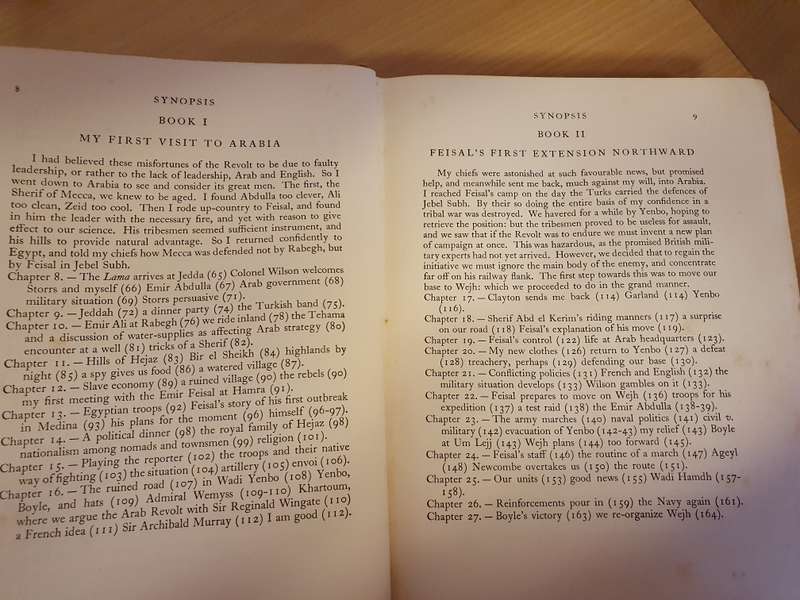 8
SYNOPSIS
BOOK I
MY FIRST VISIT TO ARABIA
I had believed these misfortunes of the Revolt to be due to faulty
leadership, or rather to the lack of leadership, Arab and English. So I
went down to Arabia to see and consider its great men. The first, the
Sherif of Mecca, we knew to be aged. I found Abdulla too clever, Ali
too clean, Zeid too cool. Then I rode up-country to Feisal, and found
in him the leader with the necessary fire, and yet with reason to give
effect to our science. His tribesmen seemed sufficient instrument, and
his hills to provide natural advantage. So I returned confidently to
Egypt, and told my chiefs how Mecca was defended not by Rabegh, but
by Feisal in Jebel Subh.
Chapter 8. – The Lama arrives at Jedda (65) Colonel Wilson welcomes
Storrs and myself (66) Emir Abdulla (67) Arab government (68)
military situation (69) Storrs persuasive (71).
Chapter 9. – Jeddah (72) a dinner party (74) the Turkish band (75).
Chapter 10. – Emir Ali at Rabegh (76) we ride inland (78) the Tehama
and a discussion of water-supplies as affecting Arab strategy (80)
encounter at a well (81) tricks of a Sherif (82).
Chapter 11. – Hills of Hejaz (83) Bir el Sheikh (84) highlands by
night (85) a spy gives us food (86) a watered village (87).
Chapter 12. – Slave economy (89) a ruined village (90) the rebels (90)
my first meeting with the Emir Feisal at Hamra (91).
Chapter 13. – Egyptian troops (92) Feisal's story of his first outbreak
in Medina (93) his plans for the moment (96) himself (96-97).
Chapter 14. – A political dinner (98) the royal family of Hejaz (98)
nationalism among nomads and townsmen (99) religion (101).
Chapter 15. – Playing the reporter (102) the troops and their native
way of fighting (103) the situation (104) artillery (105) envoi (106).
Chapter 16. – The ruined road (107) in Wadi Yenbo (108) Yenbo,
Boyle, and hats (109) Admiral Wemyss (109-110) Khartoum,
where we argue the Arab Revolt with Sir Reginald Wingate (110)
a French idea (111) Sir Archibald Murray (112) I am good (112).
SYNOPSIS 9
BOOK II
FEISAL'S FIRST EXTENSION NORTHWARD
My chiefs were astonished at such favourable news, but promised
help, and meanwhile sent me back, much against my will, into Arabia.
I reached Feisal's camp on the day the Turks carried the defences of
Jebel Subh. By their so doing the entire basis of my confidence in a
tribal war was destroyed. We havered for a while by Yenbo, hoping to
retrieve the position: but the tribesmen proved to be useless for assault,
and we saw that if the Revolt was to endure we must invent a new plan
of campaign at once. This was hazardous, as the promised British mili-
tary experts had not yet arrived. However, we decided that to regain the
initiative we must ignore the main body of the enemy, and concentrate
far off on his railway flank. The first step towards this was to move our
base to Wejh: which we proceeded to do in the grand manner.
Chapter 17. – Clayton sends me back (114) Garland (114) Yenbo
(116).
Chapter 18. – Sherif Abd el Kerim's riding manners (117) a surprise
on our road (118) Feisal's explanation of his move (119).
Chapter 19. – Feisal's control (122) life at Arab headquarters (123).
Chapter 20. – My new clothes (126) return to Yenbo (127) a defeat
(128) treachery, perhaps (129) defending our base (130).
Chapter 21. – Conflicting policies (131) French and English (132) the
military situation develops (133) Wilson gambles on it (133).
Chapter 22. – Feisal prepares to move on Wejh (136) troops for his
expedition (137) a test raid (138) the Emir Abdulla (138-39).
Chapter 23. – The army marches (140) naval politics (141) civil v.
military (142) evacuation of Yenbo (142-43) my relief (143) Boyle
at Um Lejj (143) Wejh plans (144) too forward (145).
Chapter 24. – Feisal's staff (146) the routine of a march (147) Ageyl
(148) Newcombe overtakes us (150) the route (151).
Chapter 25. – Our units (153) good news (155) Wadi Hamdh (157-
158).
Chapter 26. – Reinforcements pour in (159) the Navy again (161).
Chapter 27. – Boyle's victory (163) we re-organize Wejh (164).